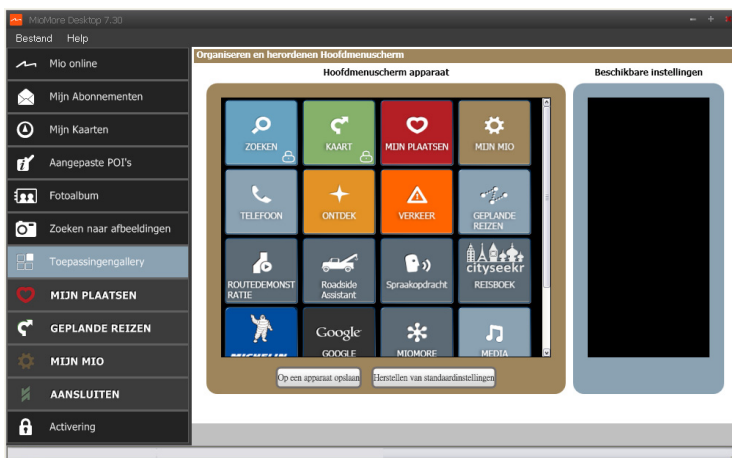 MioMore Desktop 7.30
Bestand Help
Mio online
Mijn Abonnementen
Mijn Kaarten
Aangepaste POI's
Fotoalbum
Zoeken naar afbeeldingen
Toepassingengallery
MIJN PLAATSEN
GEPLANDE REIZEN
MIJN MIO
AANSLUITEN
Activering
Organiseren en herordenen Hoofdmenuscherm
Hoofdmenuscherm apparaat
Beschikbare instellingen
ZOEKEN
KAART
MIJN PLAATSEN
MIJN MIO
TELEFOON
ONTDEK
VERKEER
GEPLANDE
REIZEN
ROUTEDEMONST
RATIE
Roadside
Assistant
Spraakopdracht
cityseekr
REISBOEK
MICHELIN
Google
GOOGLE
MIOMORE
MEDIA
Op een apparaat opslaan
Herstellen van standaardinstellingen